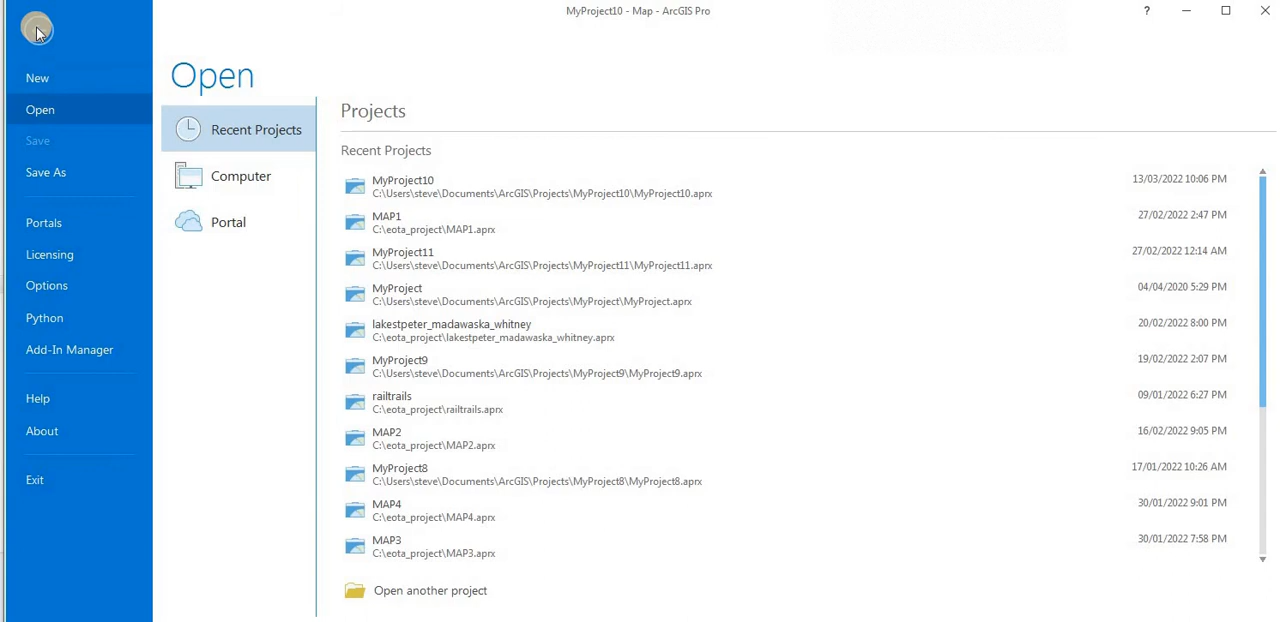 MyProject10 - Map - ArcGIS Pro
?
New
Open
Save
Save As
Portals
Licensing
Options
Python
Add-In Manager
Help
About
Exit
Open
Recent Projects
Computer
Portal
Projects
Recent Projects
MyProject10 13/03/2022 10:06 PM
C:\Users\steve\Documents\ArcGIS\Projects\MyProject10\MyProject10.aprx
MAP1 27/02/2022 2:47 PM
C:\eota_project\MAP1.aprx
MyProject11 27/02/2022 12:14 AM
C:\Users\steve\Documents\ArcGIS\Projects\MyProject11\MyProject11.aprx
MyProject 04/04/2020 5:29 PM
C:\Users\steve\Documents\ArcGIS\Projects\MyProject\MyProject.aprx
lakestpeter_madawaska_whitney 20/02/2022 8:00 PM
C:\eota_project\lakestpeter_madawaska_whitney.aprx
MyProject9 19/02/2022 2:07 PM
C:\Users\steve\Documents\ArcGIS\Projects\MyProject9\MyProject9.aprx
railtrails 09/01/2022 6:27 PM
C:\eota_project\railtrails.aprx
MAP2 16/02/2022 9:05 PM
C:\eota_project\MAP2.aprx
MyProject8 17/01/2022 10:26 AM
C:\Users\steve\Documents\ArcGIS\Projects\MyProject8\MyProject8.aprx
MAP4 30/01/2022 9:01 PM
C:\eota_project\MAP4.aprx
MAP3 30/01/2022 7:58 PM
C:\eota_project\MAP3.aprx
Open another project